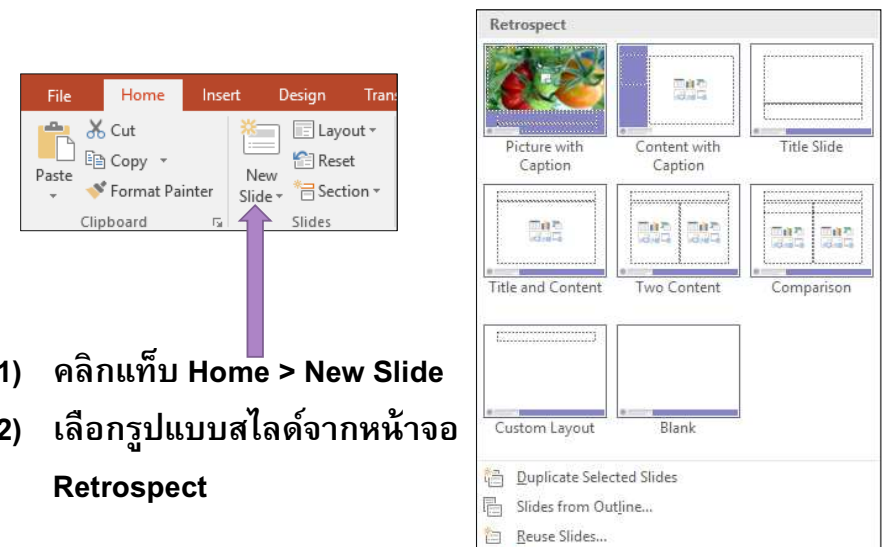 File Home Insert Design Tran
Cut
Copy
Format Painter
Paste
Clipboard
New
Slide
Layout
Reset
Section
Slides
1) คลิกแท็บ Home > New Slide
2) เลือกรูปแบบสไลด์จากหน้าจอ
Retrospect
Retrospect
Picture with
Caption
Content with
Caption
Title Slide
Title and Content
Two Content
Comparison
Custom Layout
Blank
Duplicate Selected Slides
Slides from Outline...
Reuse Slides...